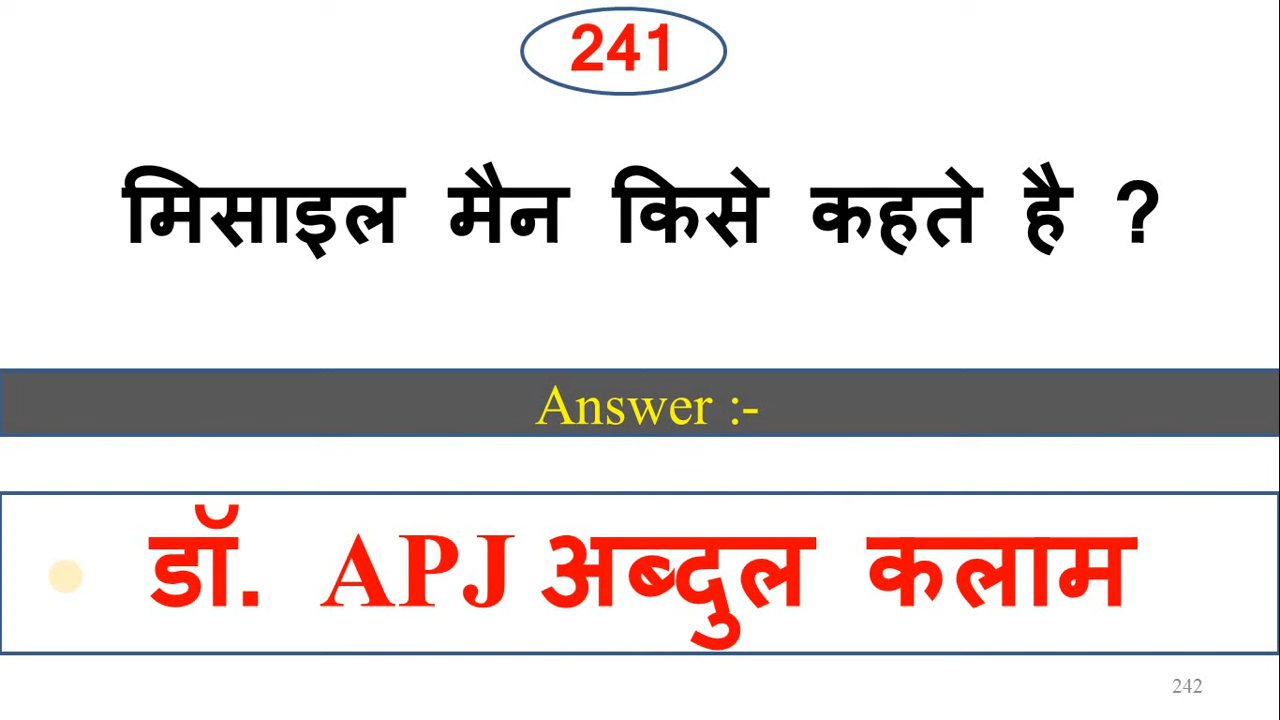 241
मिसाइल मैन किसे कहते है ?
Answer :-
डॉ. APJ अब्दुल कलाम
242